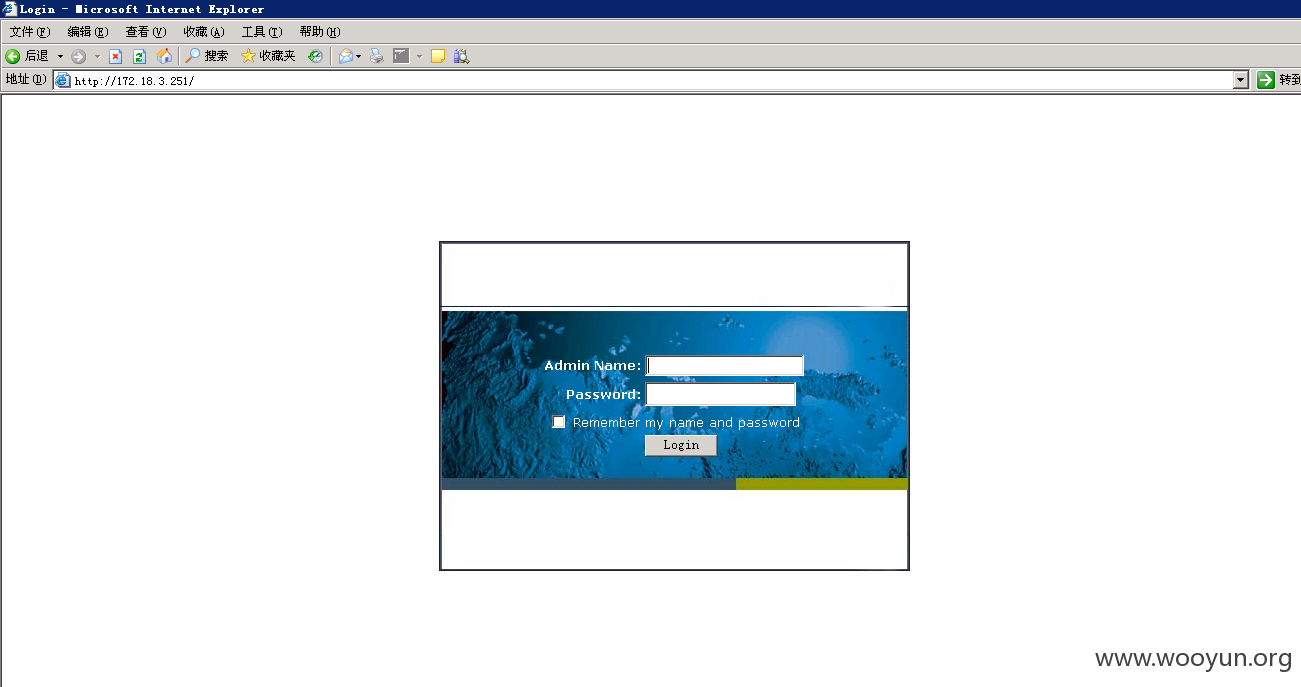 Login - Microsoft Internet Explorer
文件(F) 编辑(E) 查看(V) 收藏(A) 工具(T) 帮助(H)
后退 搜索 收藏夹
地址(D) http://172.18.3.251/ 转到
Admin Name:
Password:
Remember my name and password
Login
www.wooyun.org